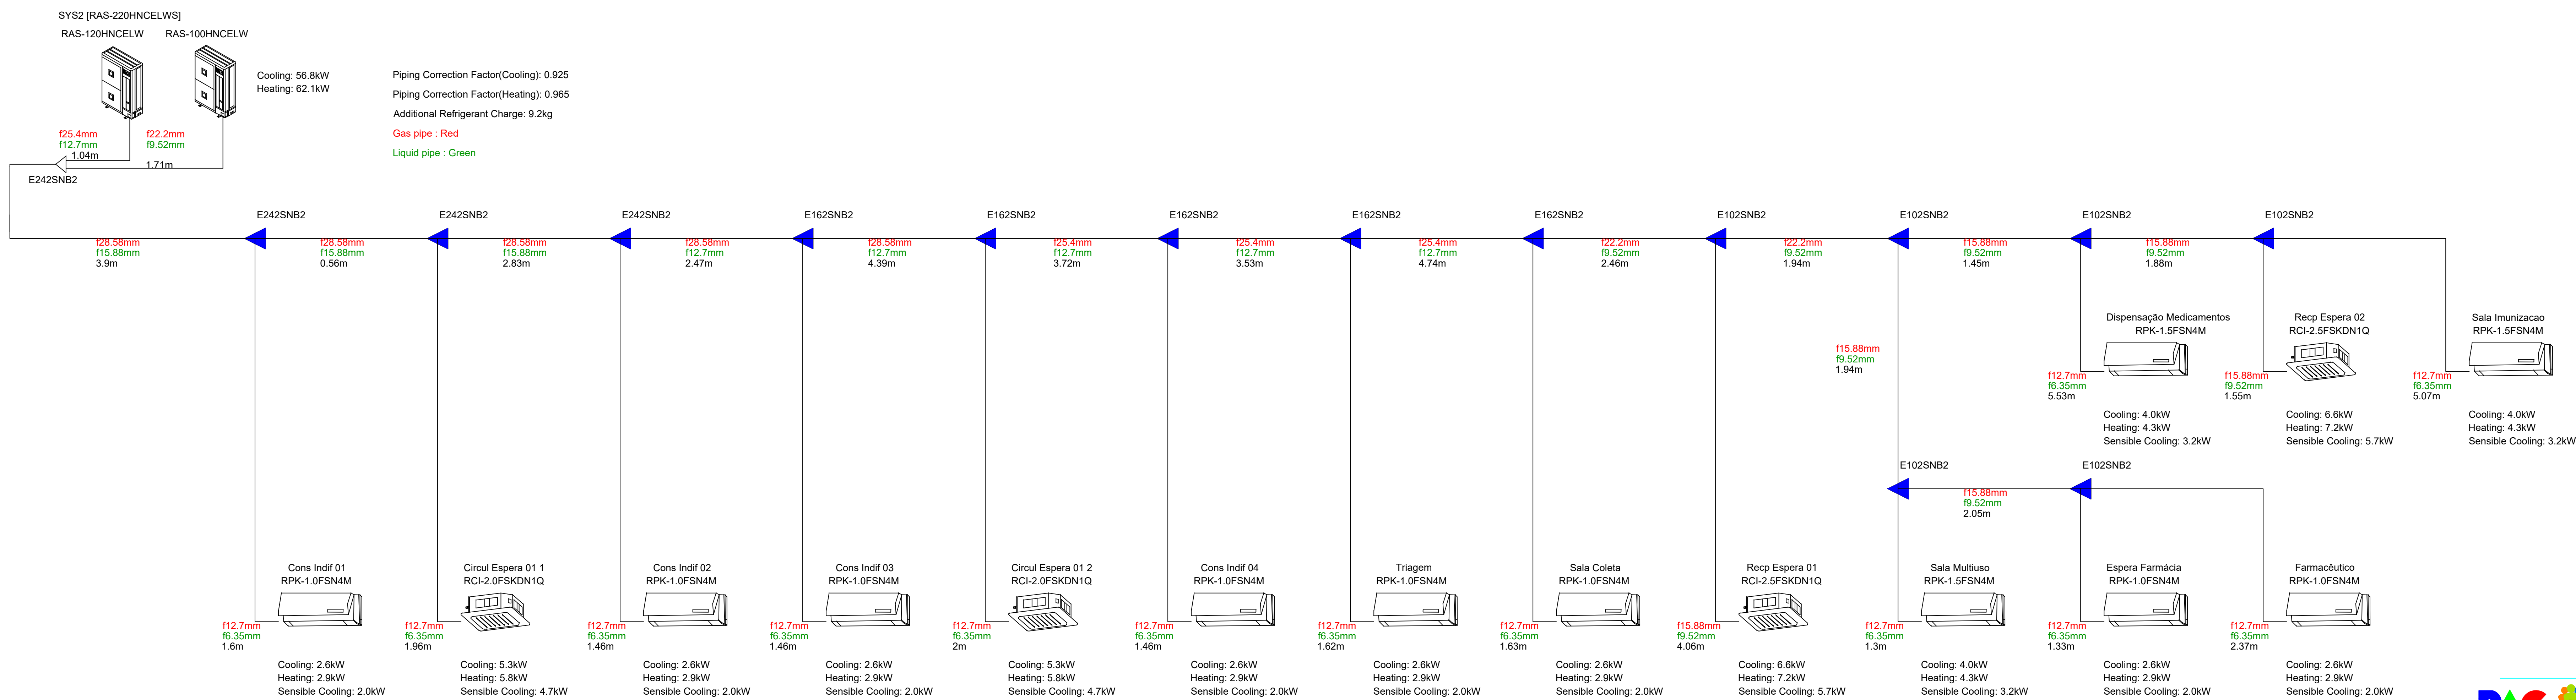 SYS2 [RAS-220HNCELWS]
RAS-120HNCELW RAS-100HNCELW
Cooling: 56.8kW
Heating: 62.1kW
Piping Correction Factor(Cooling): 0.925
Piping Correction Factor(Heating): 0.965
Additional Refrigerant Charge: 9.2kg
Gas pipe : Red
Liquid pipe : Green
f25.4mm
f12.7mm
1.04m
f22.2mm
f9.52mm
1.71m
E242SNB2
E242SNB2 E242SNB2 E242SNB2 E162SNB2 E162SNB2 E162SNB2 E162SNB2 E162SNB2 E102SNB2 E102SNB2 E102SNB2 E102SNB2
f28.58mm f28.58mm f28.58mm f28.58mm f28.58mm f25.4mm f25.4mm f25.4mm f22.2mm f22.2mm f15.88mm f15.88mm
f15.88mm f15.88mm f15.88mm f12.7mm f12.7mm f12.7mm f12.7mm f12.7mm f9.52mm f9.52mm f9.52mm f9.52mm
3.9m 0.56m 2.83m 2.47m 4.39m 3.72m 3.53m 4.74m 2.46m 1.94m 1.45m 1.88m
Dispensação Medicamentos Recp Espera 02 Sala Imunizacao
RPK-1.5FSN4M RCI-2.5FSKDN1Q RPK-1.5FSN4M
f15.88mm
f9.52mm
1.94m
f12.7mm f15.88mm f12.7mm
f6.35mm f9.52mm f6.35mm
5.53m 1.55m 5.07m
Cooling: 4.0kW Cooling: 6.6kW Cooling: 4.0kW
Heating: 4.3kW Heating: 7.2kW Heating: 4.3kW
Sensible Cooling: 3.2kW Sensible Cooling: 5.7kW Sensible Cooling: 3.2kW
E102SNB2 E102SNB2
f15.88mm
f9.52mm
2.05m
Cons Indif 01 Circul Espera 01 1 Cons Indif 02 Cons Indif 03 Circul Espera 01 2 Cons Indif 04 Triagem Sala Coleta Recp Espera 01 Sala Multiuso Espera Farmácia Farmacêutico
RPK-1.0FSN4M RCI-2.0FSKDN1Q RPK-1.0FSN4M RPK-1.0FSN4M RCI-2.0FSKDN1Q RPK-1.0FSN4M RPK-1.0FSN4M RPK-1.0FSN4M RCI-2.5FSKDN1Q RPK-1.5FSN4M RPK-1.0FSN4M RPK-1.0FSN4M
f12.7mm f12.7mm f12.7mm f12.7mm f12.7mm f12.7mm f12.7mm f12.7mm f15.88mm f12.7mm f12.7mm f12.7mm
f6.35mm f6.35mm f6.35mm f6.35mm f6.35mm f6.35mm f6.35mm f6.35mm f9.52mm f6.35mm f6.35mm f6.35mm
1.6m 1.96m 1.46m 1.46m 2m 1.46m 1.62m 1.63m 4.06m 1.3m 1.33m 2.37m
Cooling: 2.6kW Cooling: 5.3kW Cooling: 2.6kW Cooling: 2.6kW Cooling: 5.3kW Cooling: 2.6kW Cooling: 2.6kW Cooling: 2.6kW Cooling: 6.6kW Cooling: 4.0kW Cooling: 2.6kW Cooling: 2.6kW
Heating: 2.9kW Heating: 5.8kW Heating: 2.9kW Heating: 2.9kW Heating: 5.8kW Heating: 2.9kW Heating: 2.9kW Heating: 2.9kW Heating: 7.2kW Heating: 4.3kW Heating: 2.9kW Heating: 2.9kW
Sensible Cooling: 2.0kW Sensible Cooling: 4.7kW Sensible Cooling: 2.0kW Sensible Cooling: 2.0kW Sensible Cooling: 4.7kW Sensible Cooling: 2.0kW Sensible Cooling: 2.0kW Sensible Cooling: 2.0kW Sensible Cooling: 5.7kW Sensible Cooling: 3.2kW Sensible Cooling: 2.0kW Sensible Cooling: 2.0kW